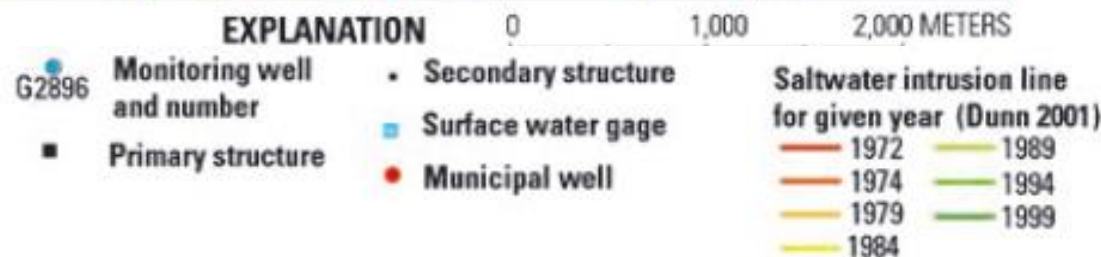 EXPLANATION
0 1,000 2,000 METERS
G2896
Monitoring well
and number
Primary structure
Secondary structure
Surface water gage
Municipal well
Saltwater intrusion line
for given year (Dunn 2001)
1972 1989
1974 1994
1979 1999
1984